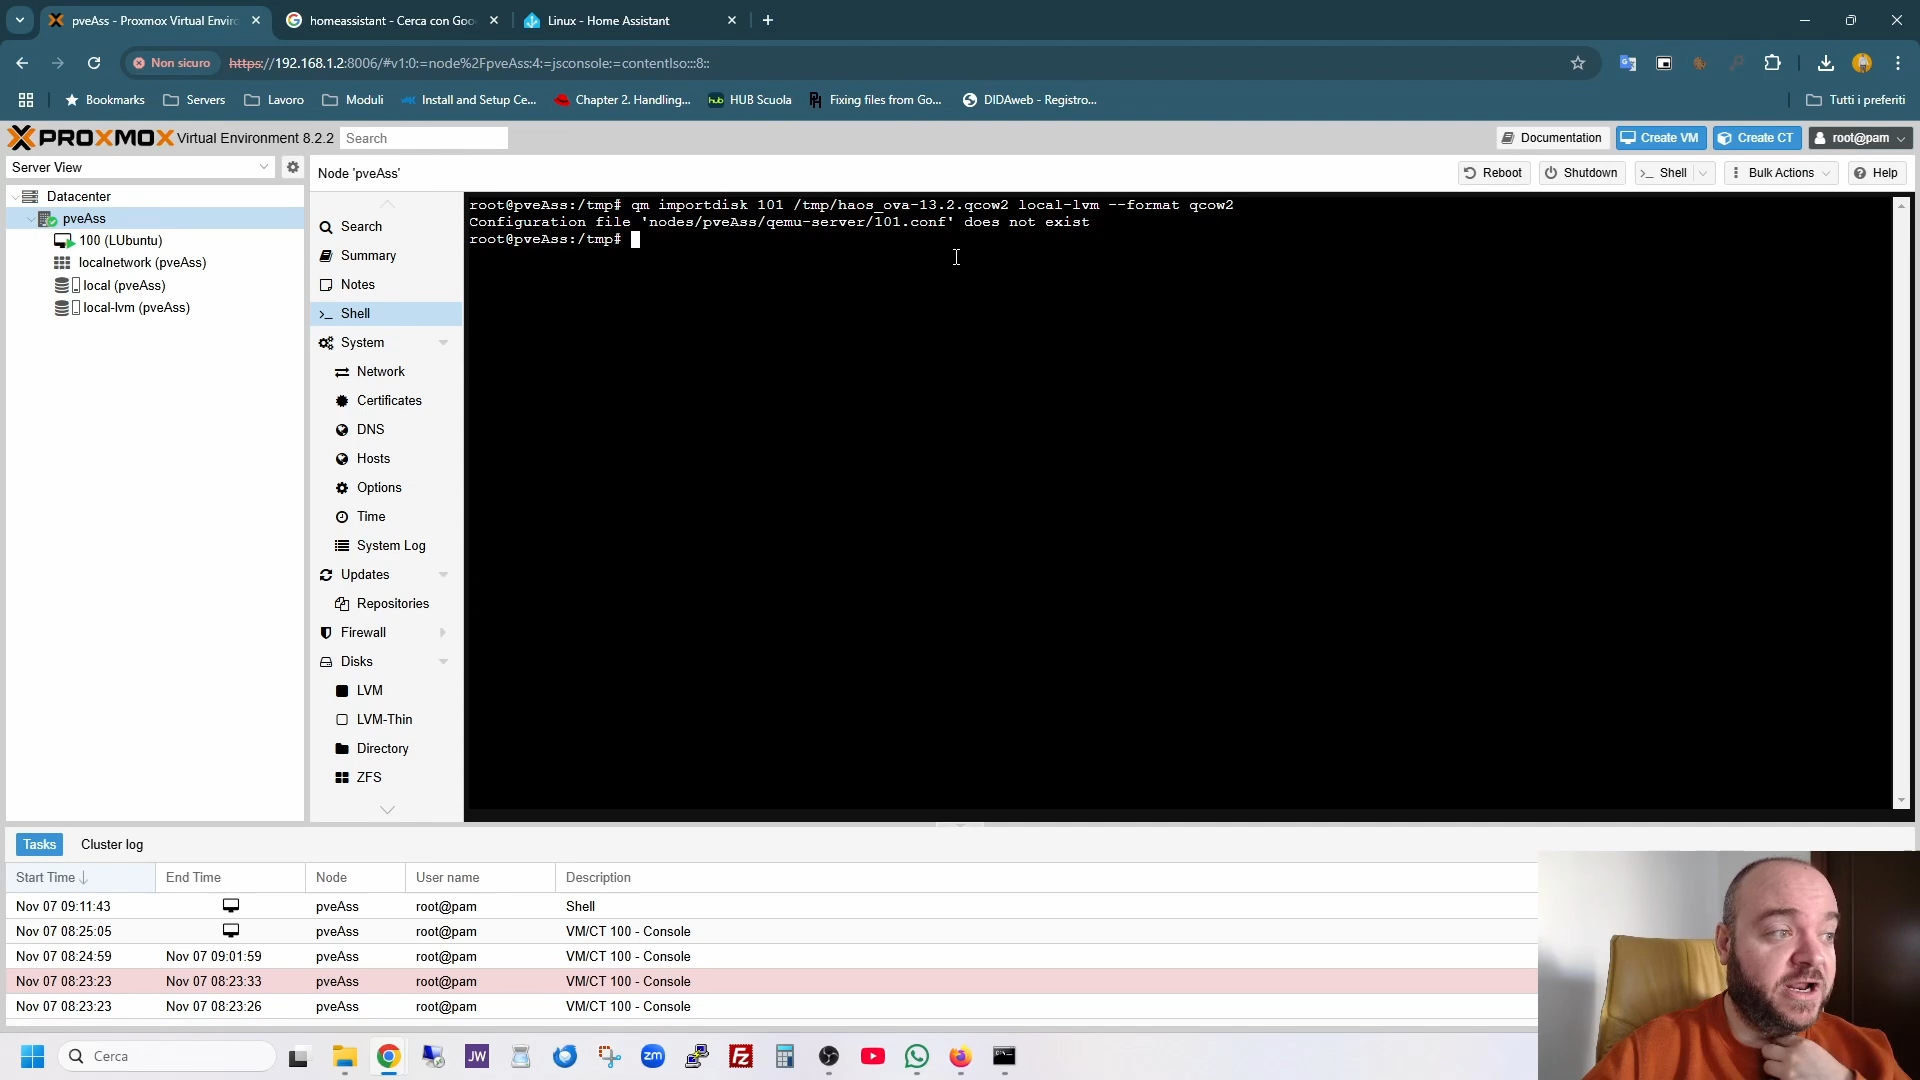 pveAss - Proxmox Virtual Enviro
homeassistant - Cerca con Goo
Linux - Home Assistant
Non sicuro
https://192.168.1.2:8006/#v1:0:=node%2FpveAss:4:=jsconsole:=contentIso:::8::
Bookmarks
Servers
Lavoro
Moduli
Install and Setup Ce...
Chapter 2. Handling...
HUB Scuola
Fixing files from Go...
DIDAweb - Registro...
Tutti i preferiti
PROXMOX Virtual Environment 8.2.2
Search
Documentation
Create VM
Create CT
root@pam
Server View
Node 'pveAss'
Reboot
Shutdown
Shell
Bulk Actions
Help
Datacenter
pveAss
100 (LUbuntu)
localnetwork (pveAss)
local (pveAss)
local-lvm (pveAss)
Search
Summary
Notes
Shell
System
Network
Certificates
DNS
Hosts
Options
Time
System Log
Updates
Repositories
Firewall
Disks
LVM
LVM-Thin
Directory
ZFS
root@pveAss:/tmp# qm importdisk 101 /tmp/haos_ova-13.2.qcow2 local-lvm --format qcow2
Configuration file 'nodes/pveAss/qemu-server/101.conf' does not exist
root@pveAss:/tmp#
Tasks
Cluster log
Start Time
End Time
Node
User name
Description
Nov 07 09:11:43 pveAss root@pam Shell
Nov 07 08:25:05 pveAss root@pam VM/CT 100 - Console
Nov 07 08:24:59 Nov 07 09:01:59 pveAss root@pam VM/CT 100 - Console
Nov 07 08:23:23 Nov 07 08:23:33 pveAss root@pam VM/CT 100 - Console
Nov 07 08:23:23 Nov 07 08:23:26 pveAss root@pam VM/CT 100 - Console
Cerca
JW
zm